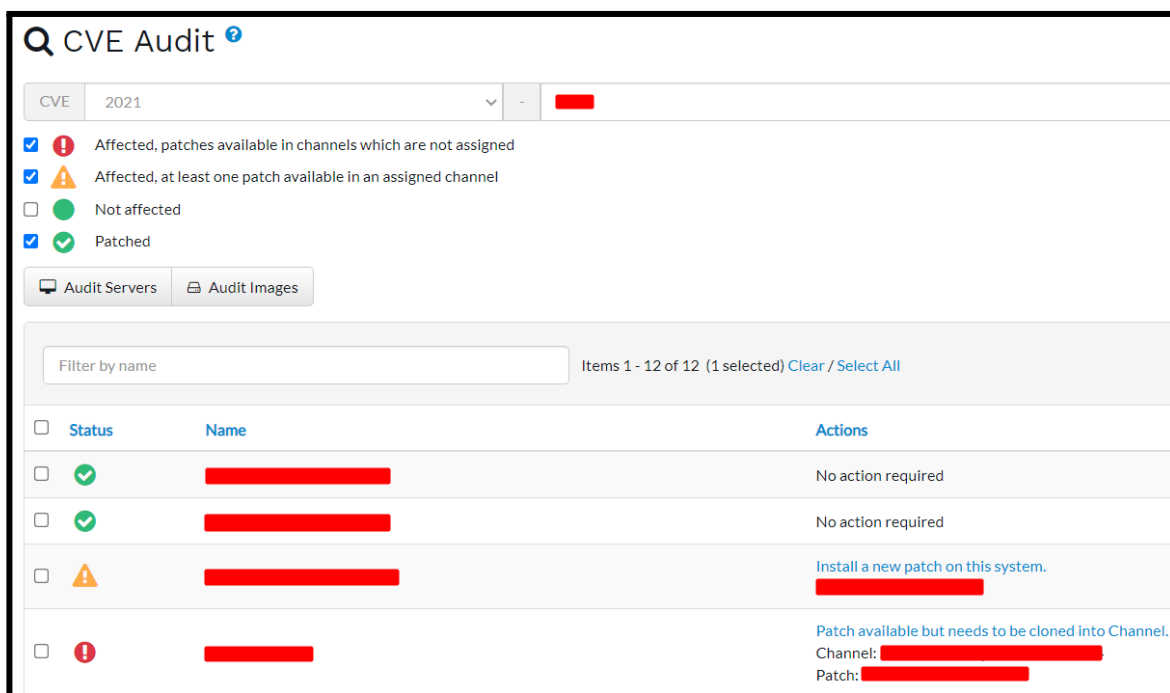 CVE Audit ?
CVE 2021 -
Affected, patches available in channels which are not assigned
Affected, at least one patch available in an assigned channel
Not affected
Patched
Audit Servers Audit Images
Filter by name Items 1 - 12 of 12 (1 selected) Clear / Select All
Status Name Actions
No action required
No action required
Install a new patch on this system.
Patch available but needs to be cloned into Channel.
Channel:
Patch: